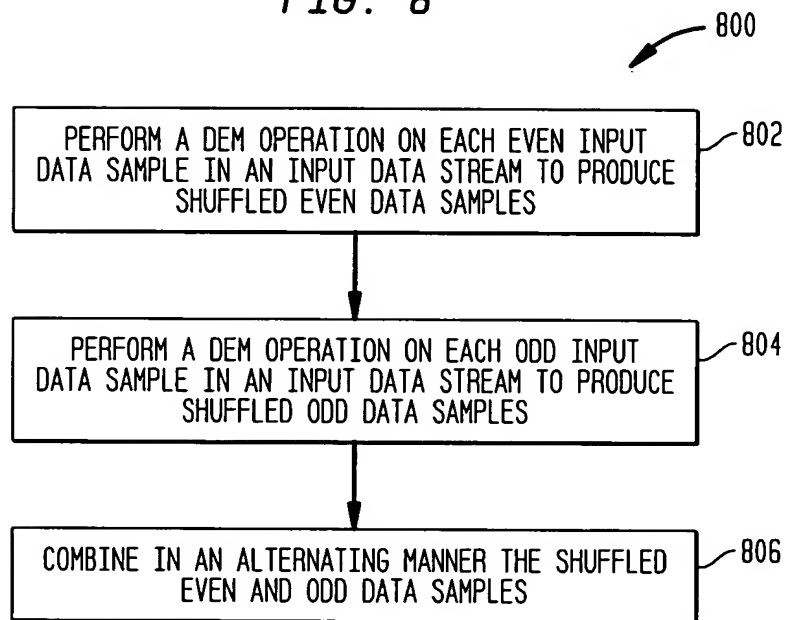 FIG. 8
800
PERFORM A DEM OPERATION ON EACH EVEN INPUT
DATA SAMPLE IN AN INPUT DATA STREAM TO PRODUCE
SHUFFLED EVEN DATA SAMPLES
802
PERFORM A DEM OPERATION ON EACH ODD INPUT
DATA SAMPLE IN AN INPUT DATA STREAM TO PRODUCE
SHUFFLED ODD DATA SAMPLES
804
COMBINE IN AN ALTERNATING MANNER THE SHUFFLED
EVEN AND ODD DATA SAMPLES
806